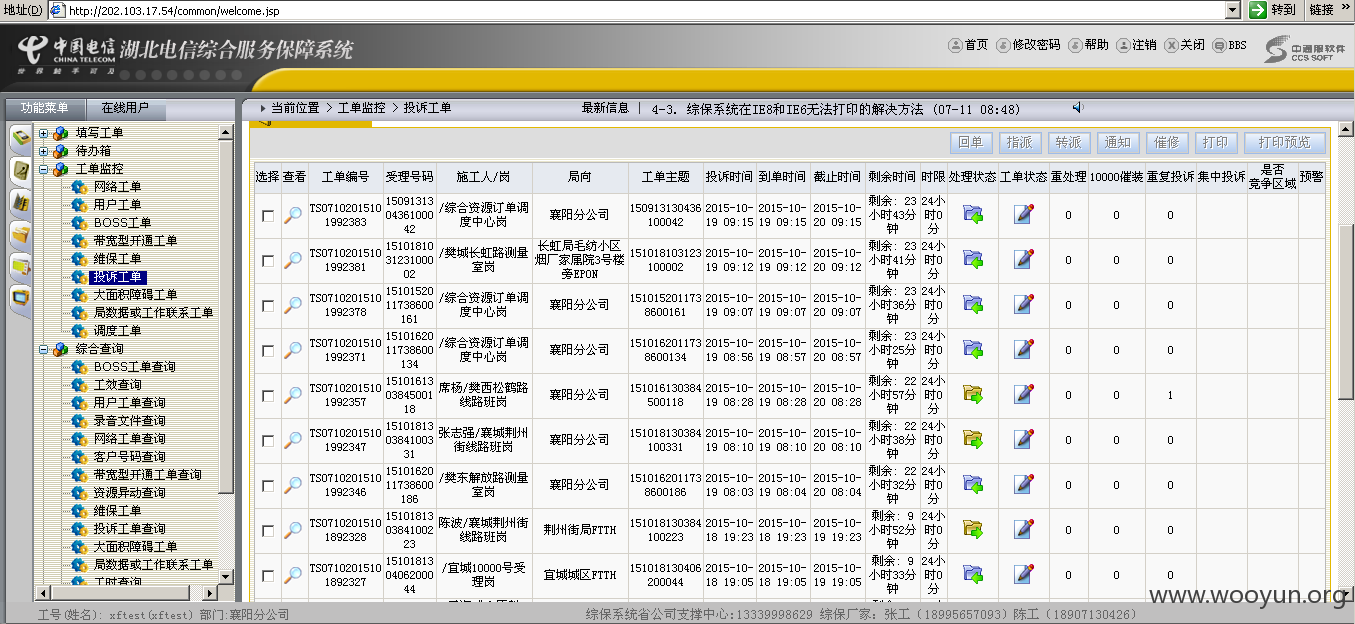 地址(D) http://202.103.17.54/common/welcome.jsp 转到 链接 »
中国电信 CHINA TELECOM 世界触手可及 湖北电信综合服务保障系统
首页 修改密码 帮助 注销 关闭 BBS 中通服软件 CCS SOFT
功能菜单 在线用户
当前位置 > 工单监控 > 投诉工单 最新信息 | 4-3. 综保系统在IE8和IE6无法打印的解决方法 (07-11 08:48)
填写工单
待办箱
工单监控
网络工单
用户工单
BOSS工单
带宽型开通工单
维保工单
投诉工单
大面积障碍工单
局数据或工作联系工单
调度工单
综合查询
BOSS工单查询
工效查询
用户工单查询
录音文件查询
网络工单查询
客户号码查询
带宽型开通工单查询
资源异动查询
维保工单
投诉工单查询
大面积障碍工单
局数据或工作联系工单
工时查询
回单 指派 转派 通知 催修 打印 打印预览
选择 查看 工单编号 受理号码 施工人/岗 局向 工单主题 投诉时间 到单时间 截止时间 剩余时间 时限 处理状态 工单状态 重处理 10000催装 重复投诉 集中投诉 是否竞争区域 预警
TS07102015101992383 150913130436100042 /综合资源订单调度中心岗 襄阳分公司 150913130436100042 2015-10-19 09:15 2015-10-19 09:15 2015-10-20 09:15 剩余: 23小时43分钟 24小时0分 0 0 0
TS07102015101992381 151018103123100002 /樊城长虹路测量室岗 长虹局毛纺小区烟厂家属院3号楼旁EPON 151018103123100002 2015-10-19 09:12 2015-10-19 09:12 2015-10-20 09:12 剩余: 23小时41分钟 24小时0分 0 0 0
TS07102015101992378 1510152011738600161 /综合资源订单调度中心岗 襄阳分公司 1510152011738600161 2015-10-19 09:07 2015-10-19 09:07 2015-10-20 09:07 剩余: 23小时36分钟 24小时0分 0 0 0
TS07102015101992371 1510162011738600134 /综合资源订单调度中心岗 襄阳分公司 1510162011738600134 2015-10-19 08:56 2015-10-19 08:57 2015-10-20 08:57 剩余: 23小时25分钟 24小时0分 0 0 0
TS07102015101992357 151016130384500118 席杨/樊西松鹤路线路班岗 襄阳分公司 151016130384500118 2015-10-19 08:28 2015-10-19 08:28 2015-10-20 08:28 剩余: 22小时57分钟 24小时0分 0 0 1
TS07102015101992347 151018130384100331 张志强/襄城荆州街线路班岗 襄阳分公司 151018130384100331 2015-10-19 08:10 2015-10-19 08:10 2015-10-20 08:10 剩余: 22小时38分钟 24小时0分 0 0 0
TS07102015101992346 1510162011738600186 /樊东解放路测量室岗 襄阳分公司 1510162011738600186 2015-10-19 08:03 2015-10-19 08:04 2015-10-20 08:04 剩余: 22小时32分钟 24小时0分 0 0 0
TS07102015101892328 151018130384100223 陈波/襄城荆州街线路班岗 荆州街局FTTH 151018130384100223 2015-10-18 19:23 2015-10-18 19:23 2015-10-19 19:23 剩余: 9小时52分钟 24小时0分 0 0 0
TS07102015101892327 151018130406200044 /宜城10000号受理岗 宜城城区FTTH 151018130406200044 2015-10-18 19:05 2015-10-18 19:05 2015-10-19 19:05 剩余: 9小时33分钟 24小时0分 0 0 0
www.wooyun.org
工号(姓名): xftest(xftest) 部门:襄阳分公司 综保系统省公司支撑中心:13339998629 综保厂家: 张工 (18995657093) 陈工 (18907130426)